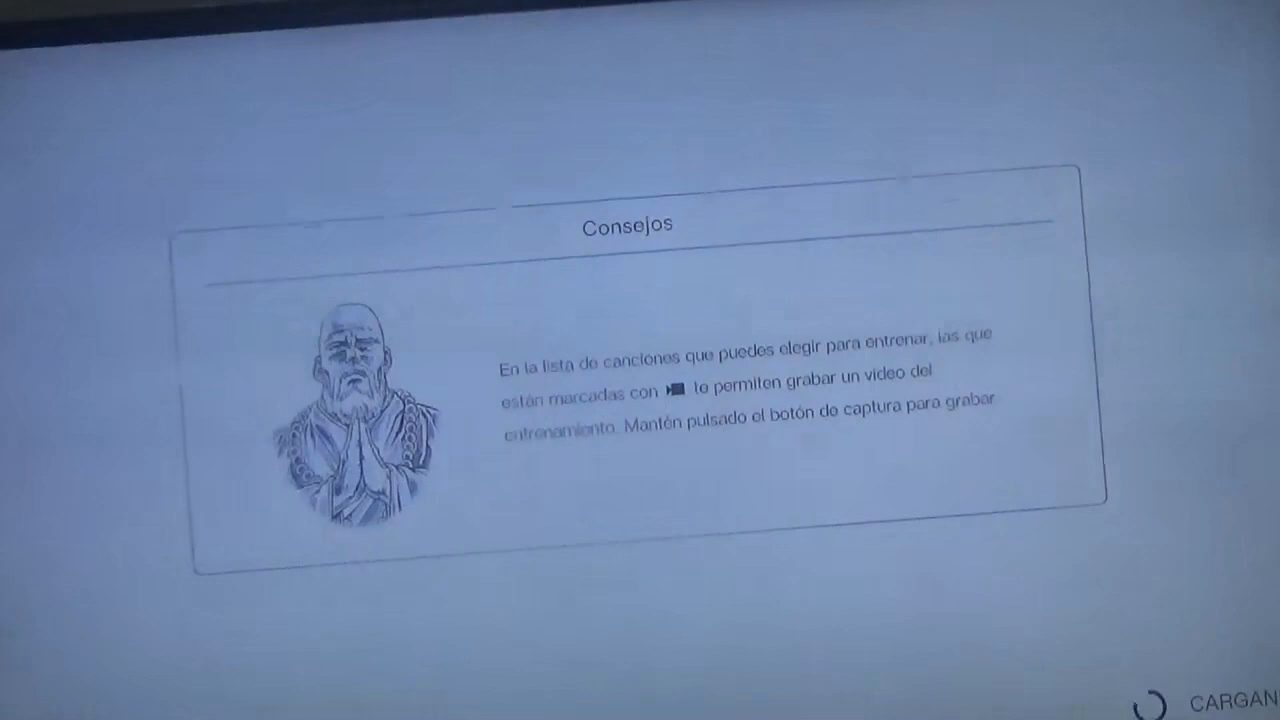 Consejos
En la lista de canciones que puedes elegir para entrenar, las que
están marcadas con te permiten grabar un video del
entrenamiento. Mantén pulsado el botón de captura para grabar
CARGAN